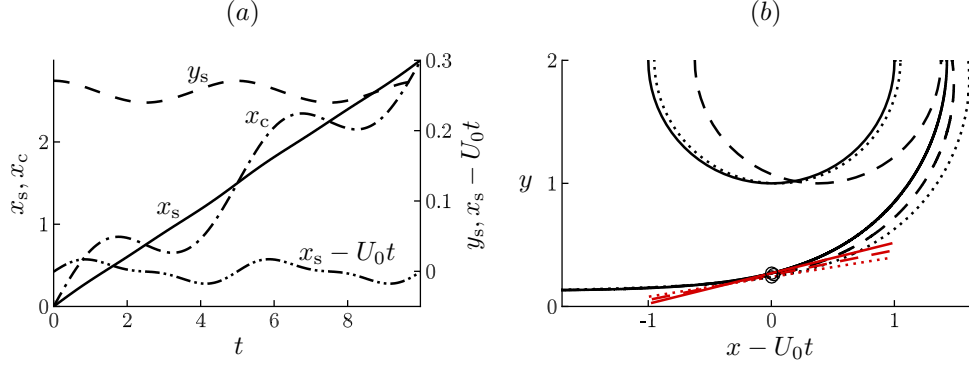 (a)
(b)
x_s, x_c
2
1
0
0 2 4 6 8
t
y_s
x_c
x_s
x_s − U_0t
0.3
0.2
0.1
0
y_s, x_s − U_0t
y
2
1
0
-1 0 1
x − U_0t